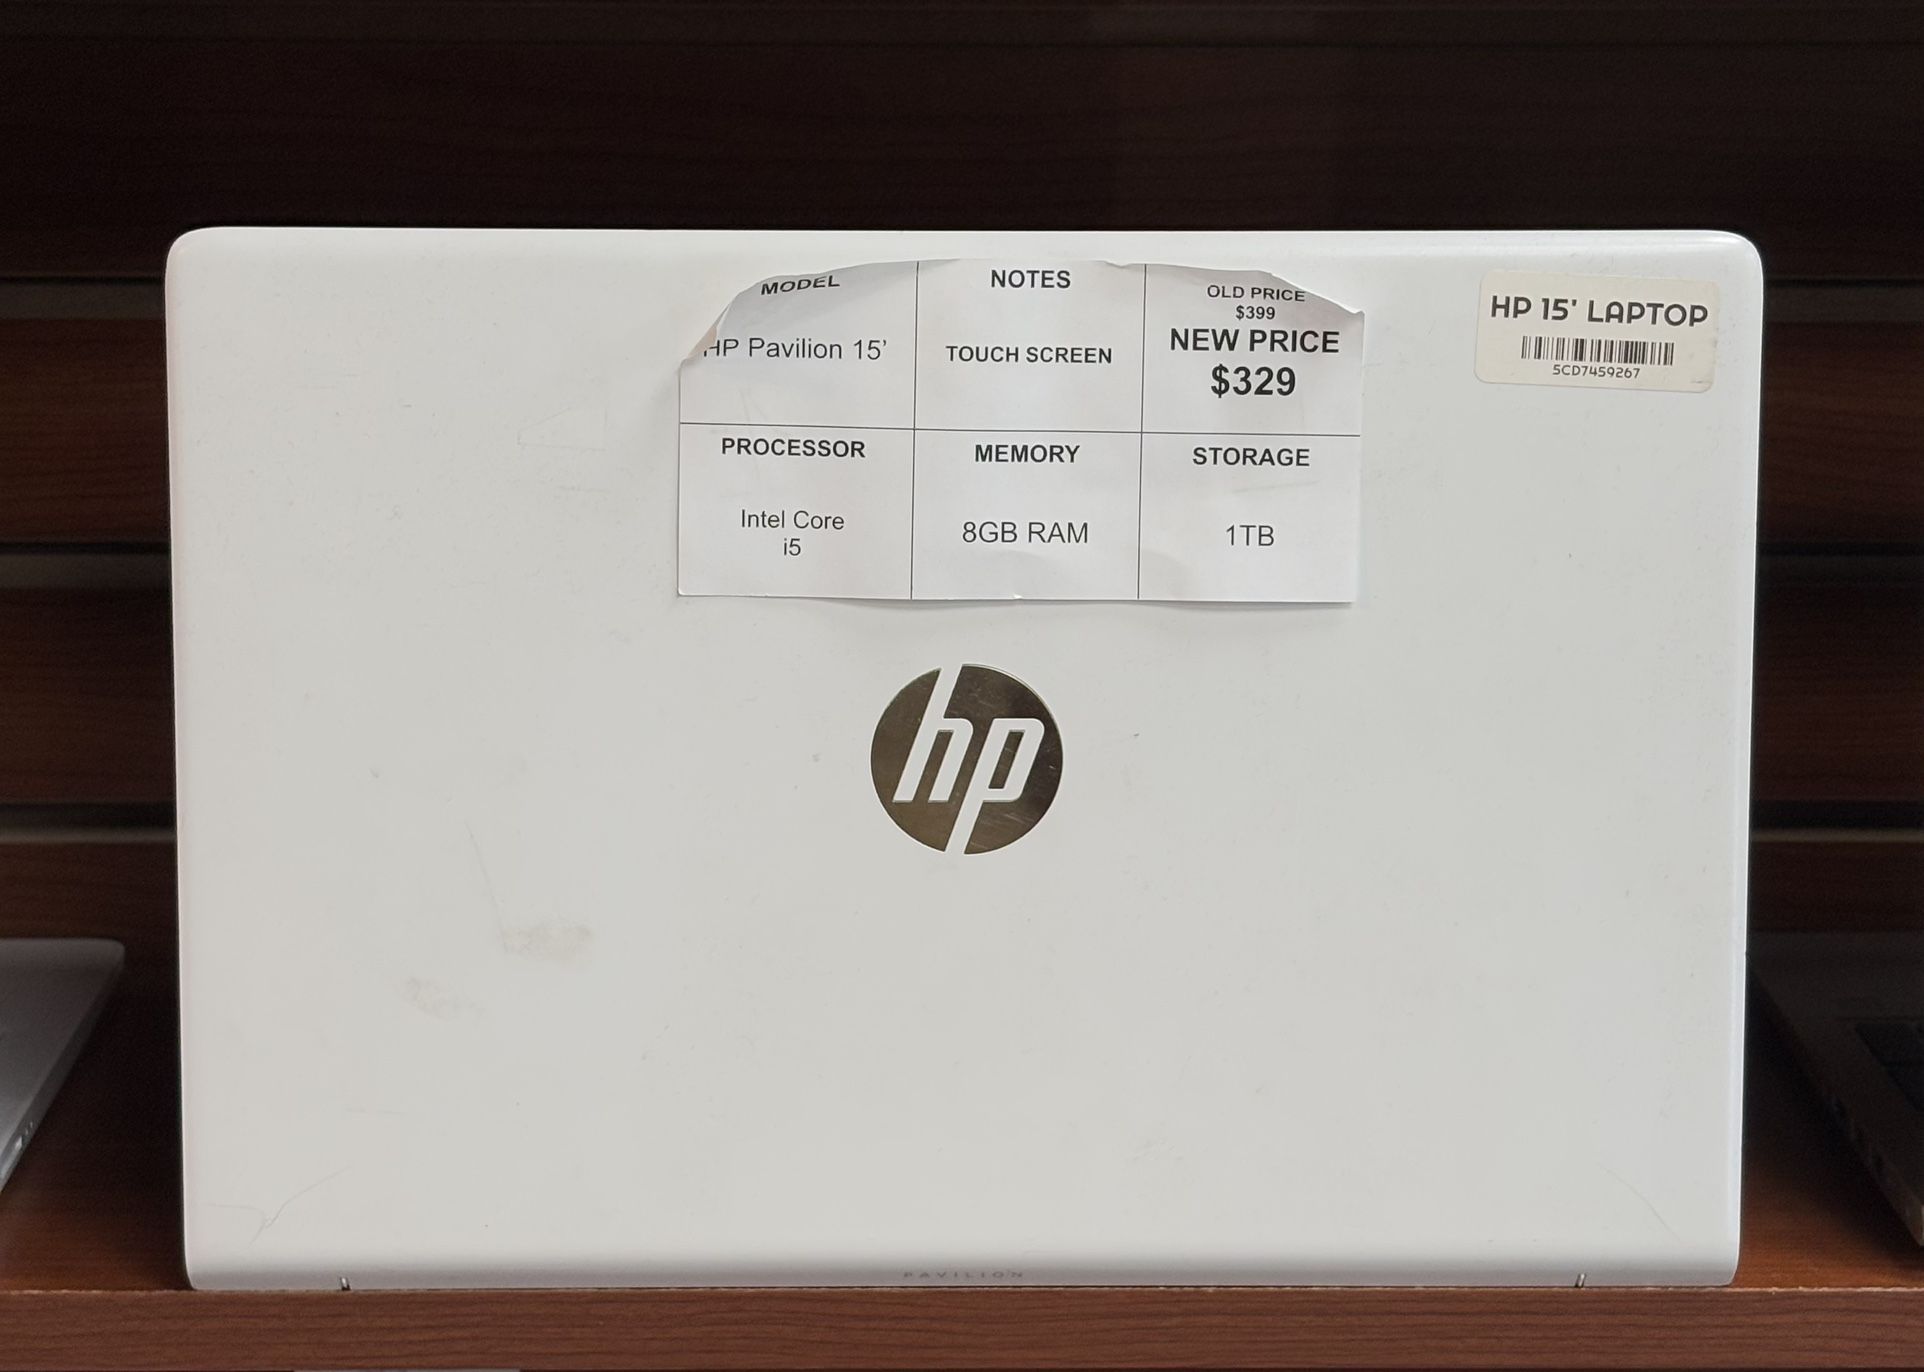 MODEL
HP Pavilion 15’
NOTES
TOUCH SCREEN
OLD PRICE
$399
NEW PRICE
$329
PROCESSOR
Intel Core
i5
MEMORY
8GB RAM
STORAGE
1TB
HP 15' LAPTOP
5CD7459267
hp
PAVILION